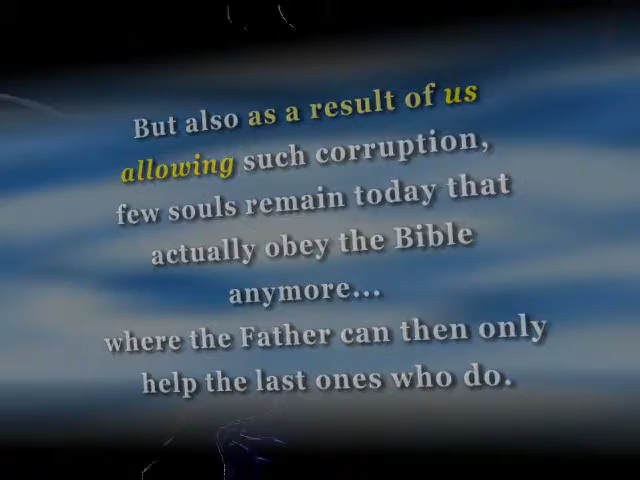 But also as a result of us
allowing such corruption,
few souls remain today that
actually obey the Bible
anymore...
where the Father can then only
help the last ones who do.